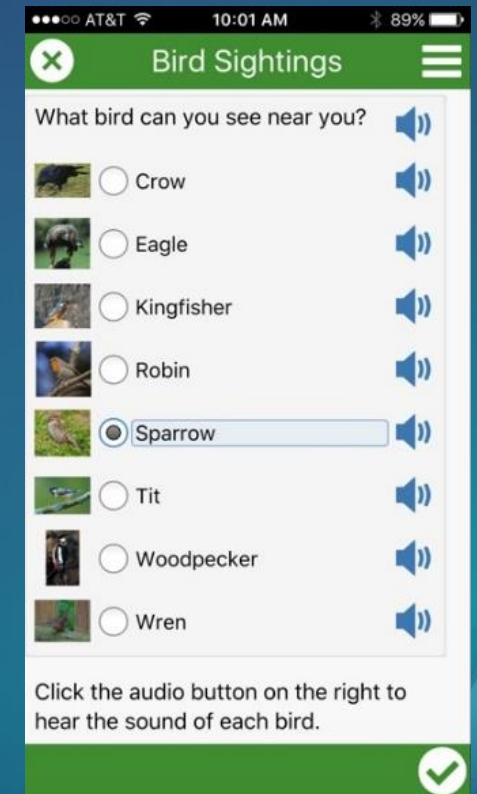 AT&T 10:01 AM 89%
Bird Sightings
What bird can you see near you?
Crow
Eagle
Kingfisher
Robin
Sparrow
Tit
Woodpecker
Wren
Click the audio button on the right to
hear the sound of each bird.